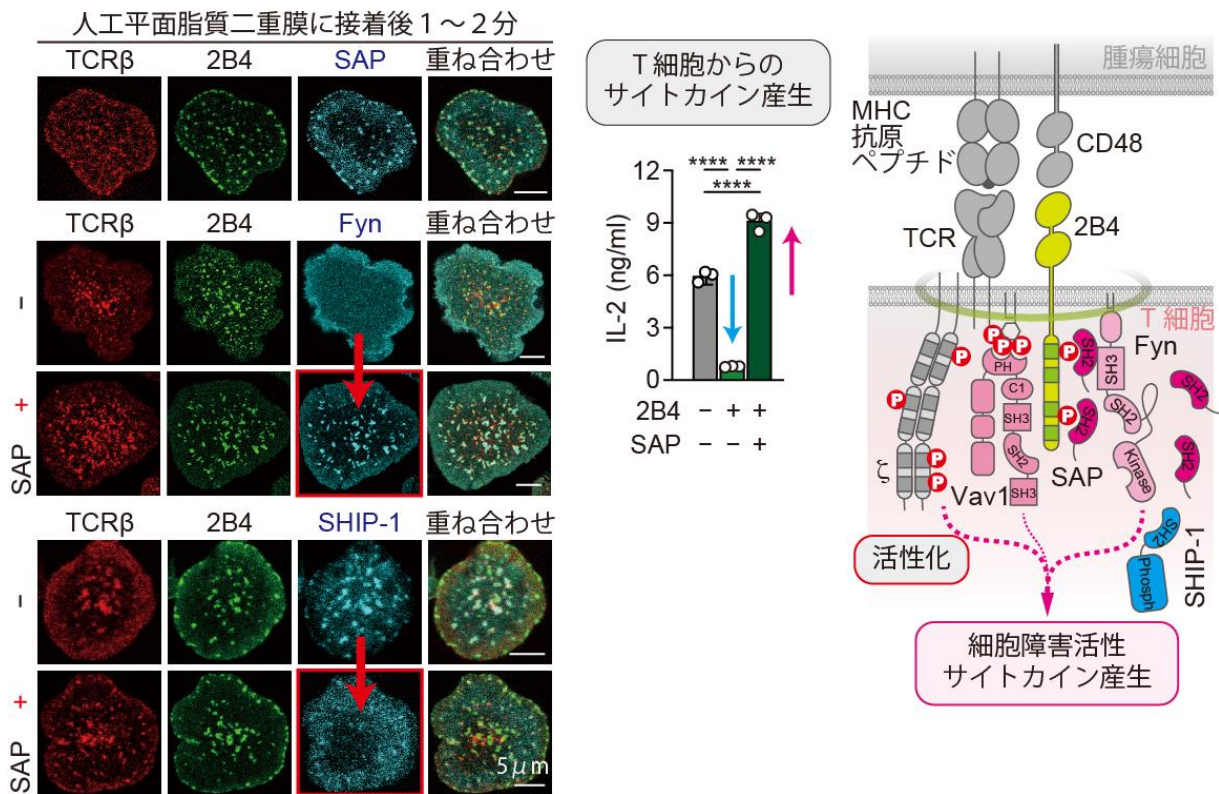 人工平面脂質二重膜に接着後1〜2分
TCRβ 2B4 SAP 重ね合わせ
TCRβ 2B4 Fyn 重ね合わせ
−
+
SAP
TCRβ 2B4 SHIP-1 重ね合わせ
−
+
SAP
5μm
T細胞からの
サイトカイン産生
**** ****
****
12
9
6
3
0
IL-2 (ng/ml)
2B4 − + +
SAP − − +
腫瘍細胞
MHC
抗原
ペプチド
CD48
TCR
2B4
T細胞
Fyn
P
P
P
P
P
P
P
P
P
PH
C1
SH3
SH2
SH3
SH2
SH2
SH3
SH2
Kinase
SH2
SH2
ζ
Vav1
SAP
SH2
Phosph
SHIP-1
活性化
細胞障害活性
サイトカイン産生